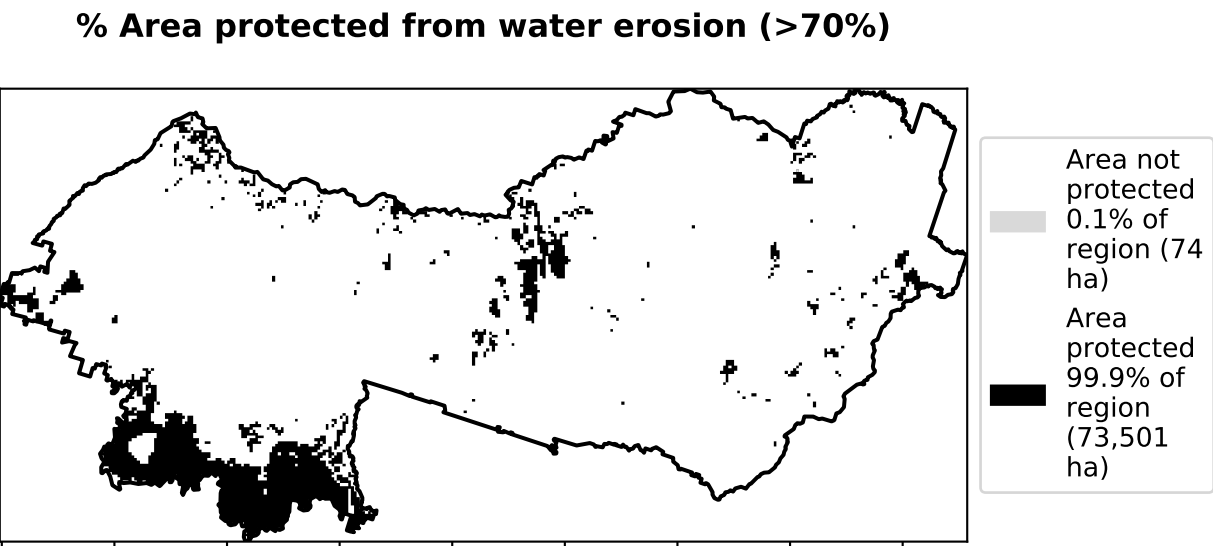 % Area protected from water erosion (>70%)
Area not
protected
0.1% of
region (74
ha)
Area
protected
99.9% of
region
(73,501
ha)